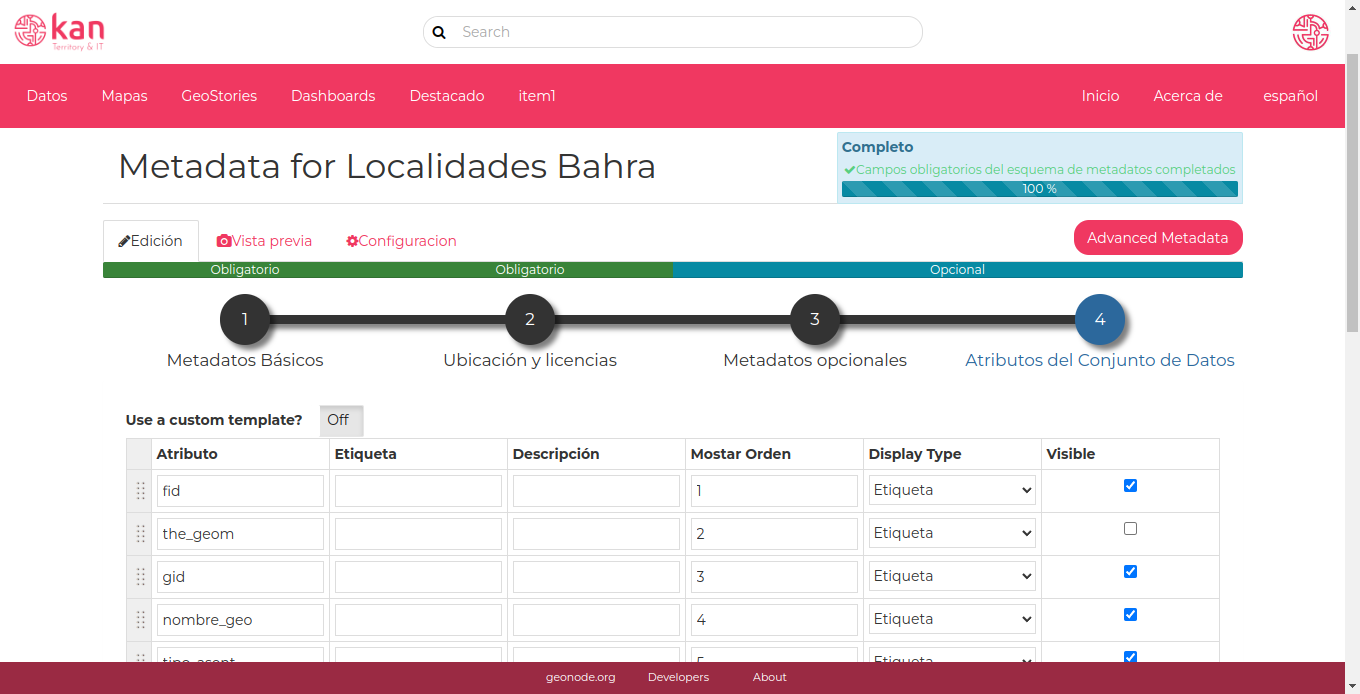 kan
Territory & IT
Search
Datos Mapas GeoStories Dashboards Destacado item1 Inicio Acerca de español
Metadata for Localidades Bahra
Completo
Campos obligatorios del esquema de metadatos completados
100 %
Edición Vista previa Configuracion Advanced Metadata
Obligatorio Obligatorio Opcional
1 2 3 4
Metadatos Básicos Ubicación y licencias Metadatos opcionales Atributos del Conjunto de Datos
Use a custom template? Off
Atributo Etiqueta Descripción Mostar Orden Display Type Visible
fid 1 Etiqueta
the_geom 2 Etiqueta
gid 3 Etiqueta
nombre_geo 4 Etiqueta
tipo_asent 5 Etiqueta
geonode.org Developers About